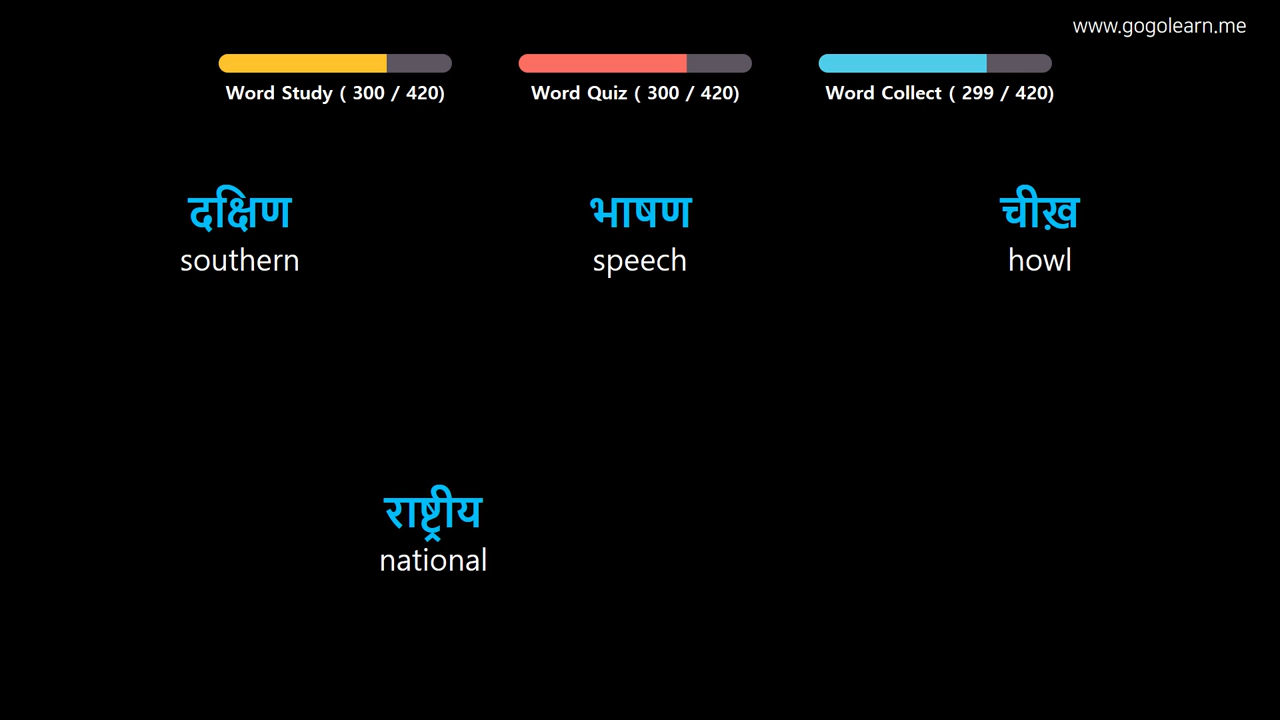 www.gogolearn.me
Word Study ( 300 / 420)
Word Quiz ( 300 / 420)
Word Collect ( 299 / 420)
दक्षिण
southern
भाषण
speech
चीख़
howl
राष्ट्रीय
national